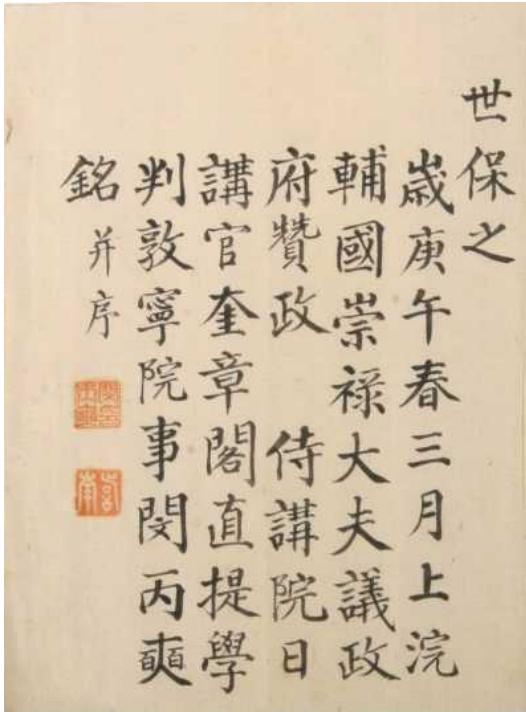 世保之
歲庚午春三月上浣
輔國崇禄大夫議政
府贊政 侍講院日
講官奎章閣直提學
判敦寧院事閔丙奭
銘 并序